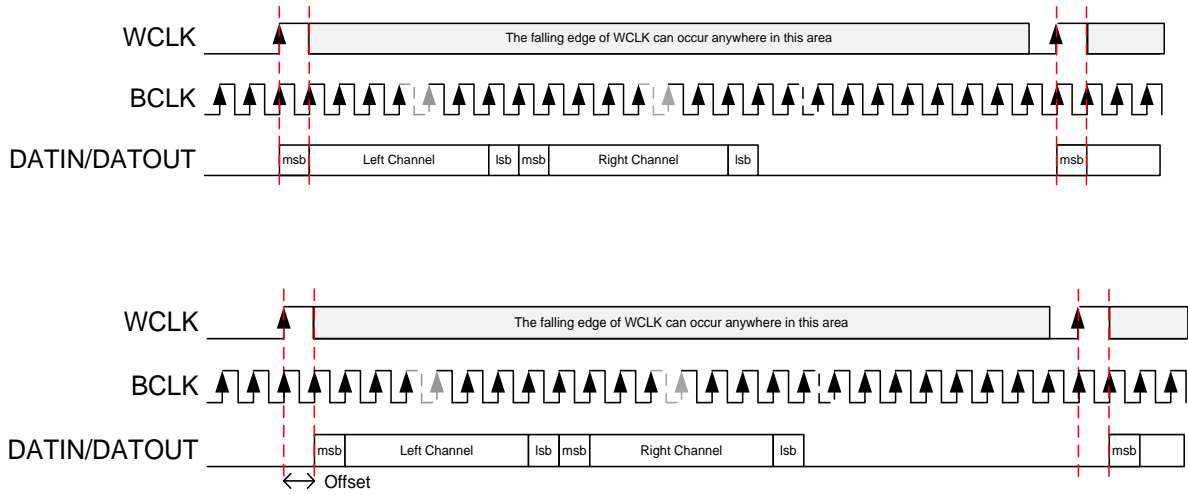 WCLK
The falling edge of WCLK can occur anywhere in this area
BCLK
DATIN/DATOUT
msb
Left Channel
lsb
msb
Right Channel
lsb
msb
WCLK
The falling edge of WCLK can occur anywhere in this area
BCLK
DATIN/DATOUT
msb
Left Channel
lsb
msb
Right Channel
lsb
msb
Offset